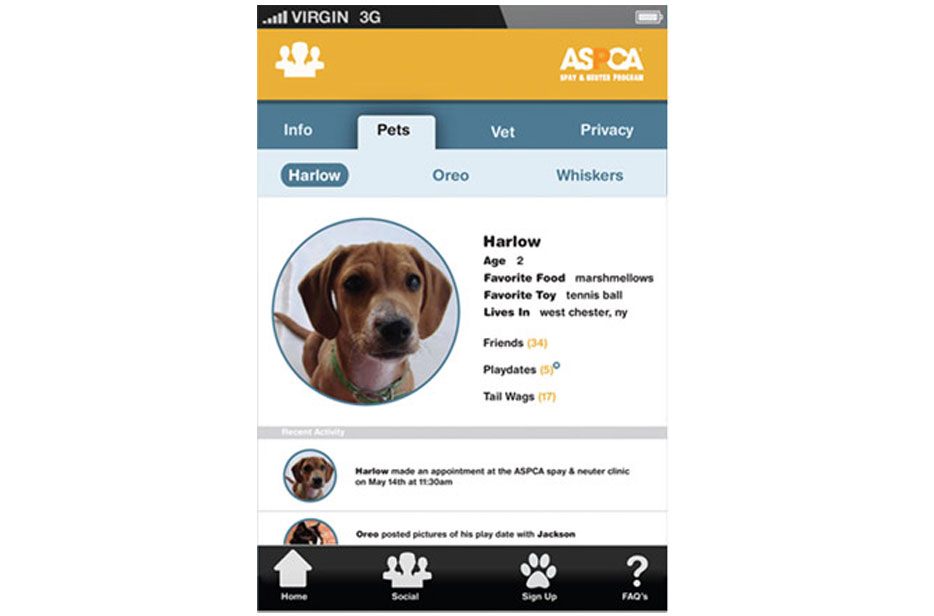 VIRGIN 3G
ASPCA
SPAY & NEUTER PROGRAM
Info Pets Vet Privacy
Harlow Oreo Whiskers
Harlow
Age 2
Favorite Food marshmellows
Favorite Toy tennis ball
Lives In west chester, ny
Friends (34)
Playdates (5)
Tail Wags (17)
Recent Activity
Harlow made an appointment at the ASPCA spay & neuter clinic
on May 14th at 11:30am
Oreo posted pictures of his play date with Jackson
Home Social Sign Up FAQ's